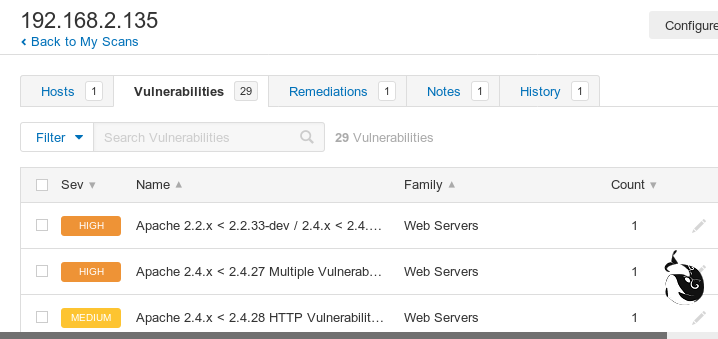 192.168.2.135
Configure
Back to My Scans
Hosts 1 Vulnerabilities 29 Remediations 1 Notes 1 History 1
Filter Search Vulnerabilities 29 Vulnerabilities
Sev Name Family Count
HIGH Apache 2.2.x < 2.2.33-dev / 2.4.x < 2.4.… Web Servers 1
HIGH Apache 2.4.x < 2.4.27 Multiple Vulnerab… Web Servers 1
MEDIUM Apache 2.4.x < 2.4.28 HTTP Vulnerabilit… Web Servers 1